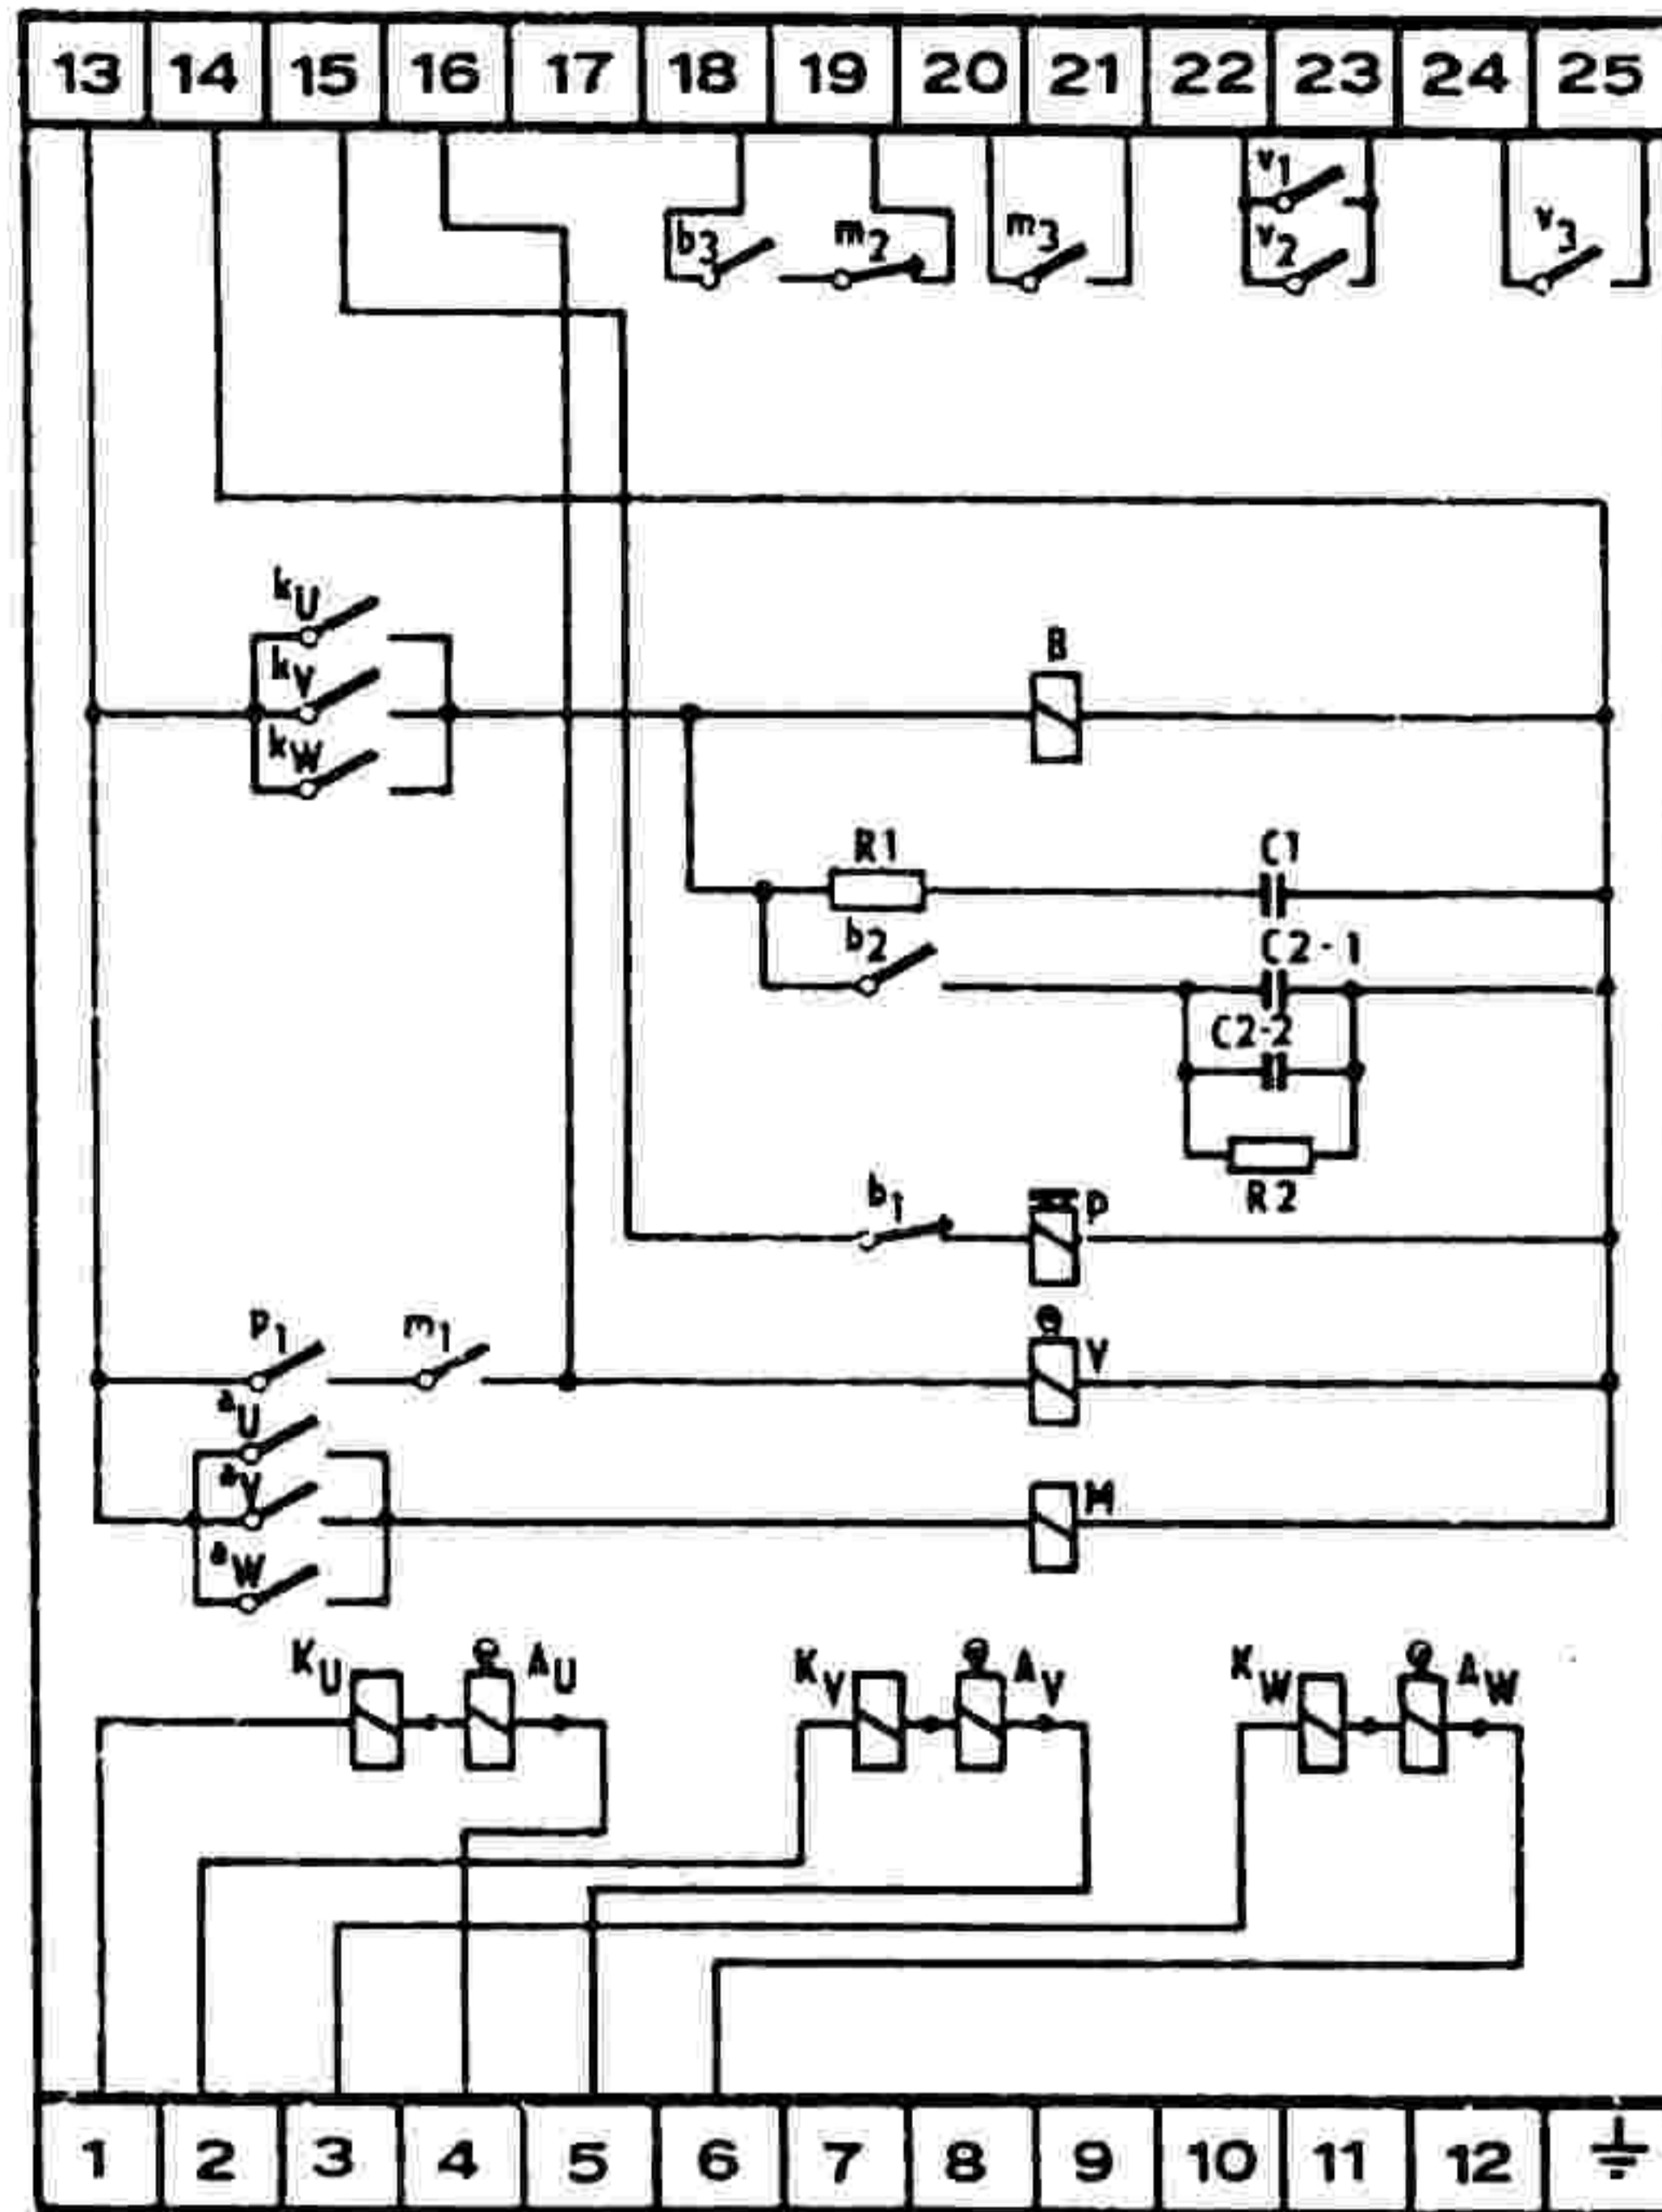 13 14 15 16 17 18 19 20 21 22 23 24 25
v1
b3 m2 m3 v2 v3
kU
B
kV
kW
R1 C1
b2 C2-1
C2-2
b1 P
R2
P1 m1 V
aU
aV M
aW
KU AU KV AV KW AW
1 2 3 4 5 6 7 8 9 10 11 12